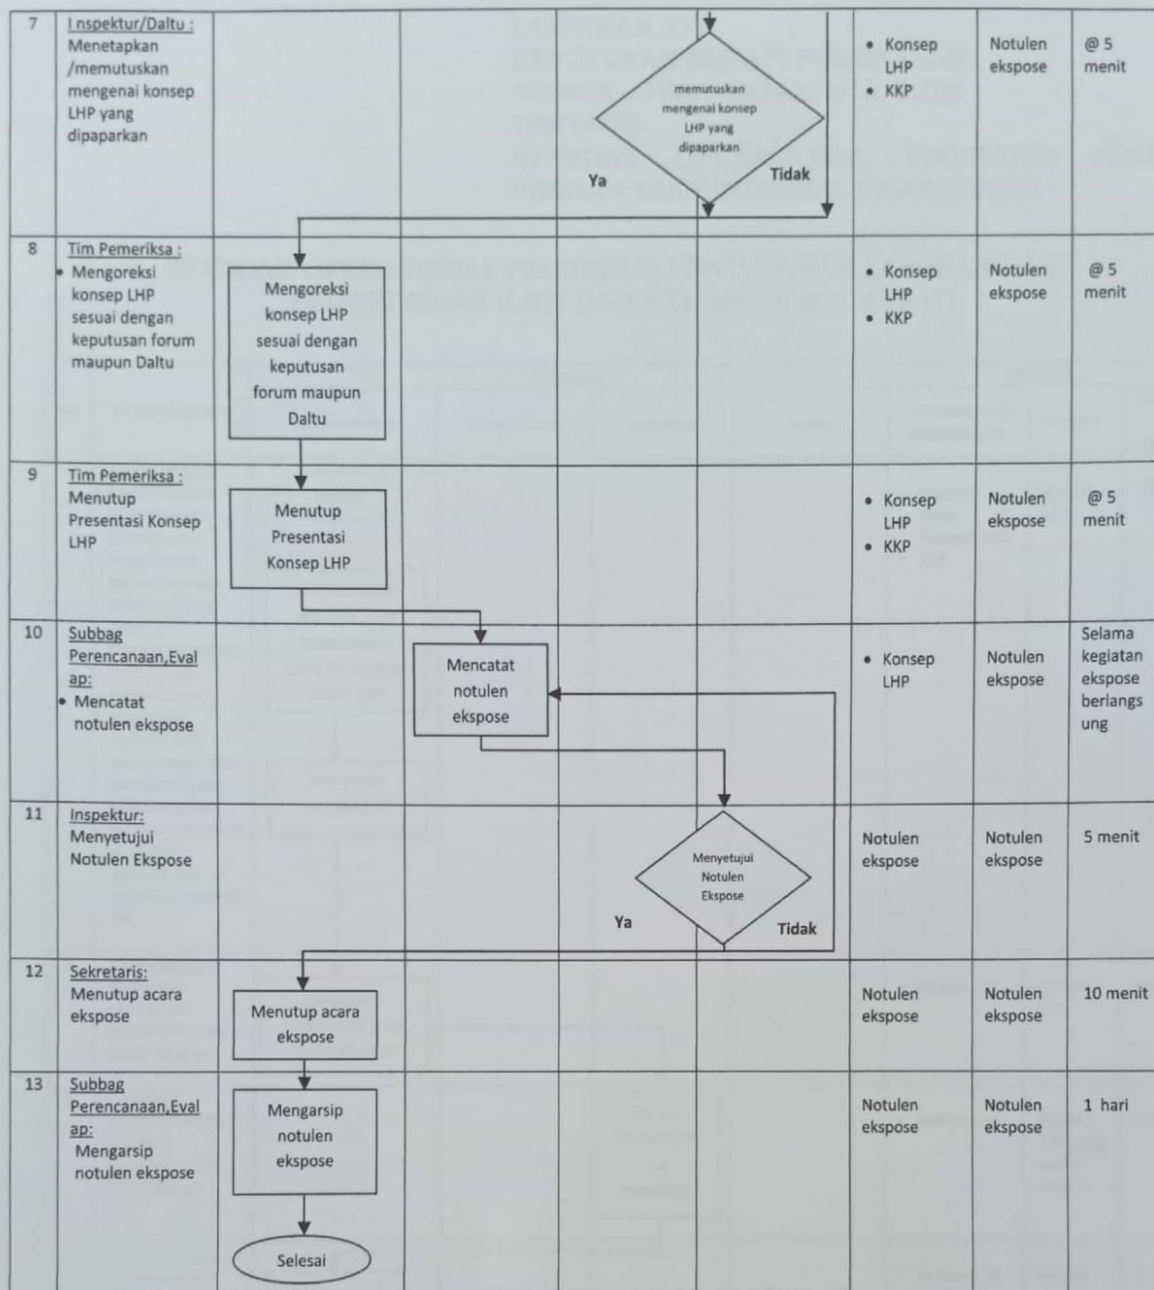 7
I nspektur/Daltu :
Menetapkan
/memutuskan
mengenai konsep
LHP yang
dipaparkan
memutuskan
mengenai konsep
LHP yang
dipaparkan
Ya
Tidak
• Konsep
LHP
• KKP
Notulen
ekspose
@ 5
menit
8
Tim Pemeriksa :
• Mengoreksi
konsep LHP
sesuai dengan
keputusan forum
maupun Daltu
Mengoreksi
konsep LHP
sesuai dengan
keputusan
forum maupun
Daltu
• Konsep
LHP
• KKP
Notulen
ekspose
@ 5
menit
9
Tim Pemeriksa :
Menutup
Presentasi Konsep
LHP
Menutup
Presentasi
Konsep LHP
• Konsep
LHP
• KKP
Notulen
ekspose
@ 5
menit
10
Subbag
Perencanaan,Eval
ap:
• Mencatat
notulen ekspose
Mencatat
notulen
ekspose
• Konsep
LHP
Notulen
ekspose
Selama
kegiatan
ekspose
berlangs
ung
11
Inspektur:
Menyetujui
Notulen Ekspose
Menyetujui
Notulen
Ekspose
Ya
Tidak
Notulen
ekspose
Notulen
ekspose
5 menit
12
Sekretaris:
Menutup acara
ekspose
Menutup acara
ekspose
Notulen
ekspose
Notulen
ekspose
10 menit
13
Subbag
Perencanaan,Eval
ap:
Mengarsip
notulen ekspose
Mengarsip
notulen
ekspose
Notulen
ekspose
Notulen
ekspose
1 hari
Selesai